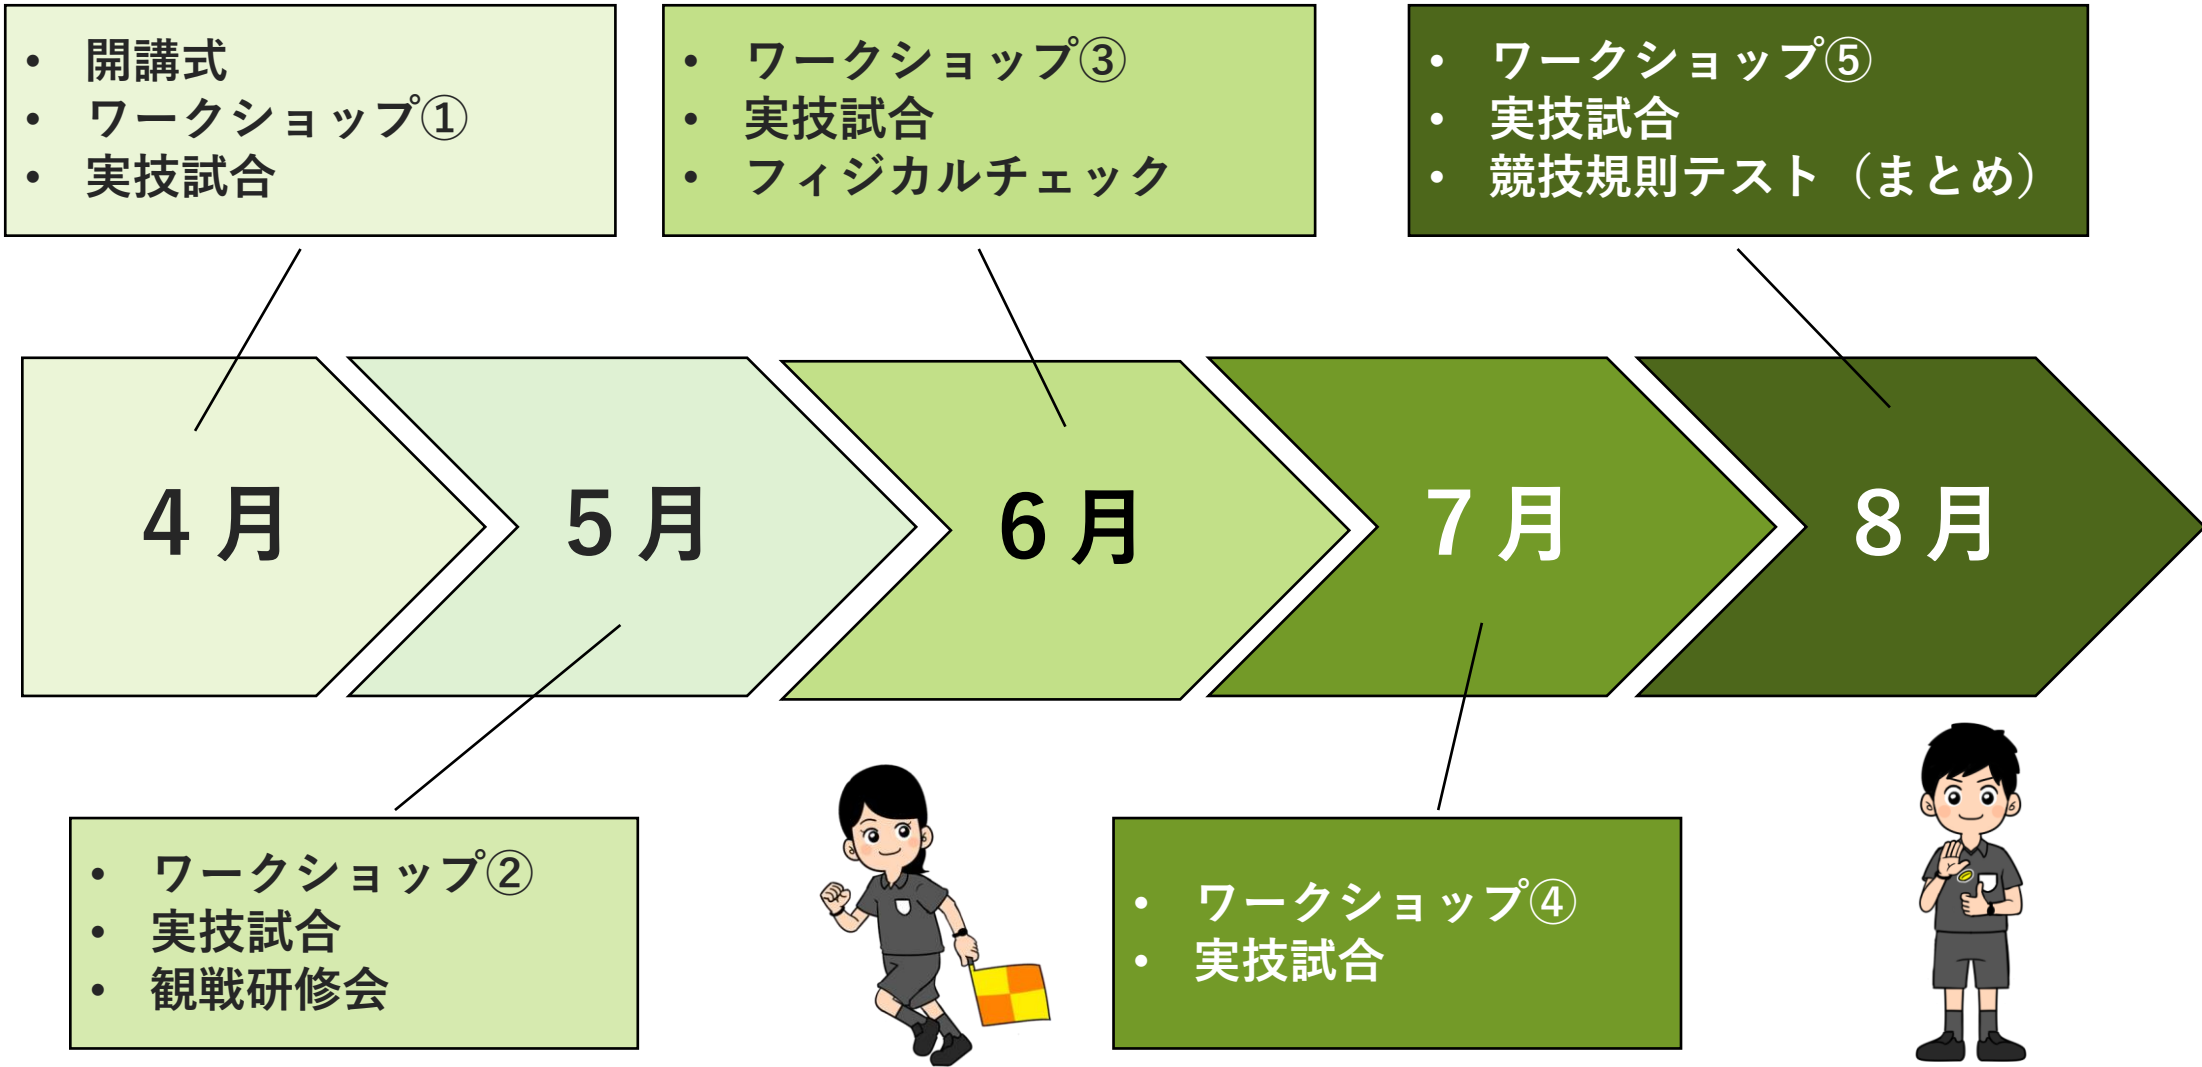 • 開講式
• ワークショップ①
• 実技試合
• ワークショップ③
• 実技試合
• フィジカルチェック
• ワークショップ⑤
• 実技試合
• 競技規則テスト（まとめ）
4月
5月
6月
7月
8月
• ワークショップ②
• 実技試合
• 観戦研修会
• ワークショップ④
• 実技試合